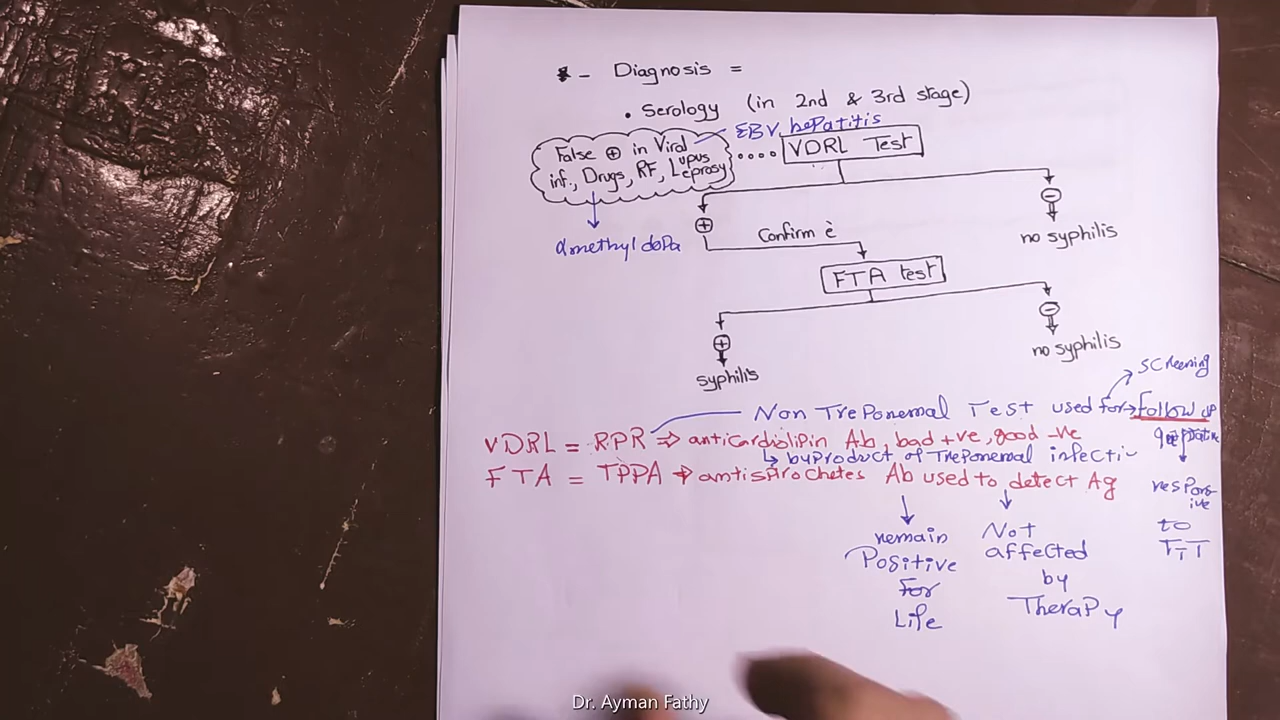 * - Diagnosis =
• Serology (in 2nd & 3rd stage)
EBV, hepatitis
False ⊕ in Viral
inf., Drugs, RF, Lupus
Leprosy
VDRL Test
α methyl dopa
⊕
⊖
Confirm è
no syphilis
FTA test
⊕
⊖
syphilis
no syphilis
Screening
Non Treponemal Test used for → Follow up
VDRL = RPR ⇒ anticardiolipin Ab, bad +ve, good -ve
↳ byproduct of Treponemal infecti
FTA = TPPA → antispirochetes Ab used to detect Ag
responsive
to
TTT
remain
Positive
For
Life
Not
affected
by
Therapy
Dr. Ayman Fathy